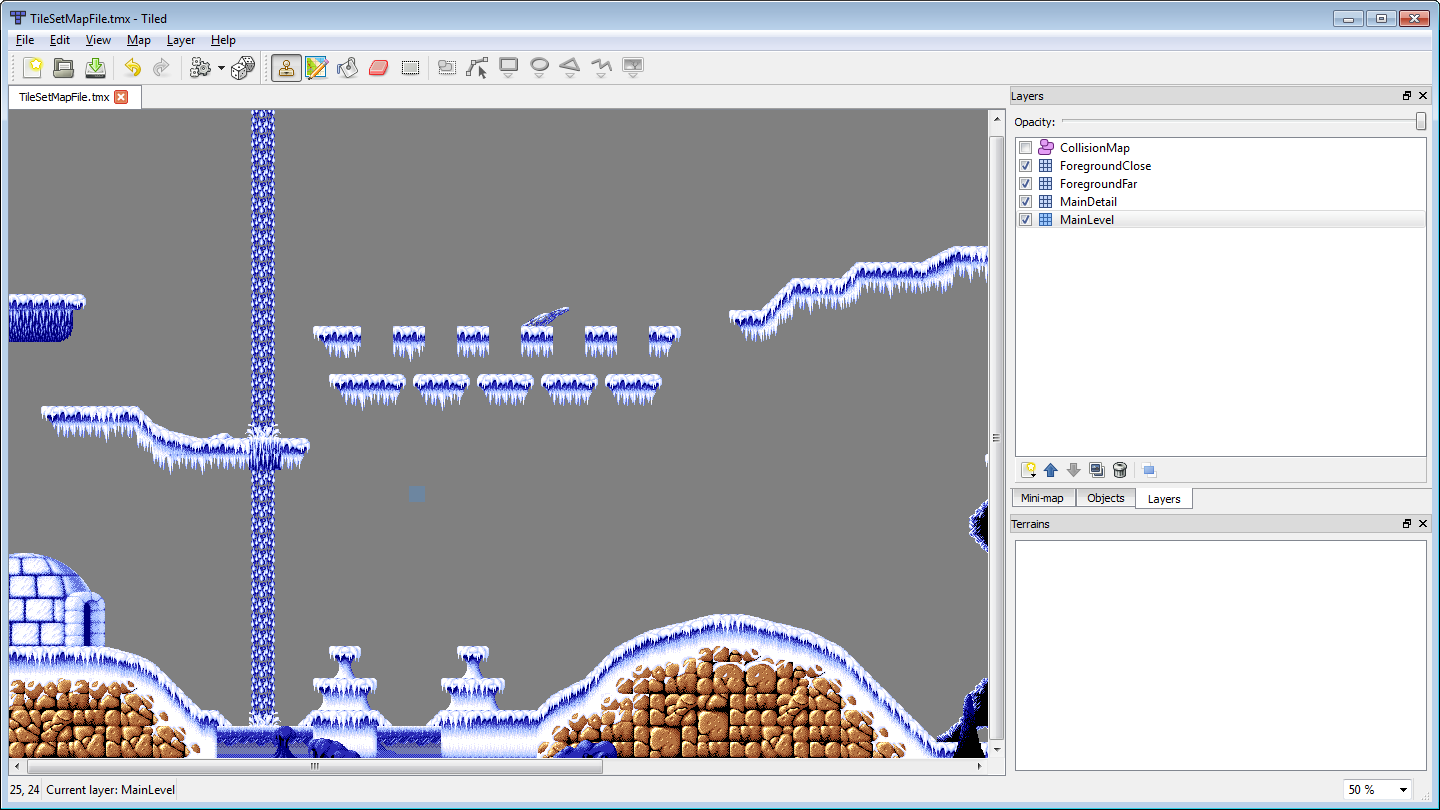 TileSetMapFile.tmx - Tiled
File Edit View Map Layer Help
TileSetMapFile.tmx
Layers
Opacity:
CollisionMap
ForegroundClose
ForegroundFar
MainDetail
MainLevel
Mini-map Objects Layers
Terrains
25, 24 Current layer: MainLevel
50 %